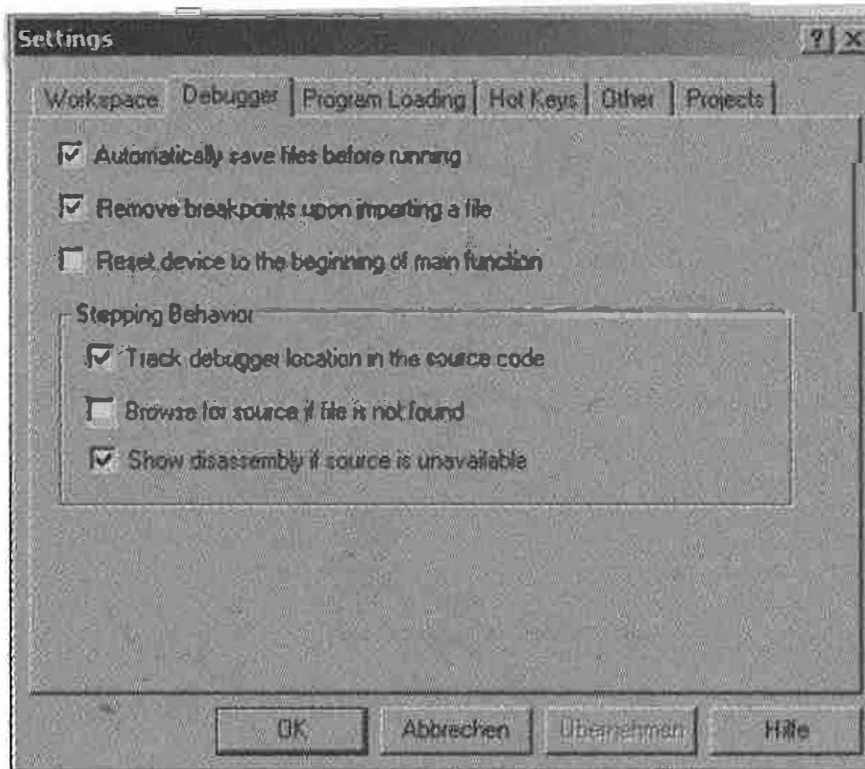 Settings
Workspace Debugger Program Loading Hot Keys Other Projects
Automatically save files before running
Remove breakpoints upon importing a file
Reset device to the beginning of main function
Stepping Behavior
Track debugger location in the source code
Browse for source if file is not found
Show disassembly if source is unavailable
OK Abbrechen Übernehmen Hilfe